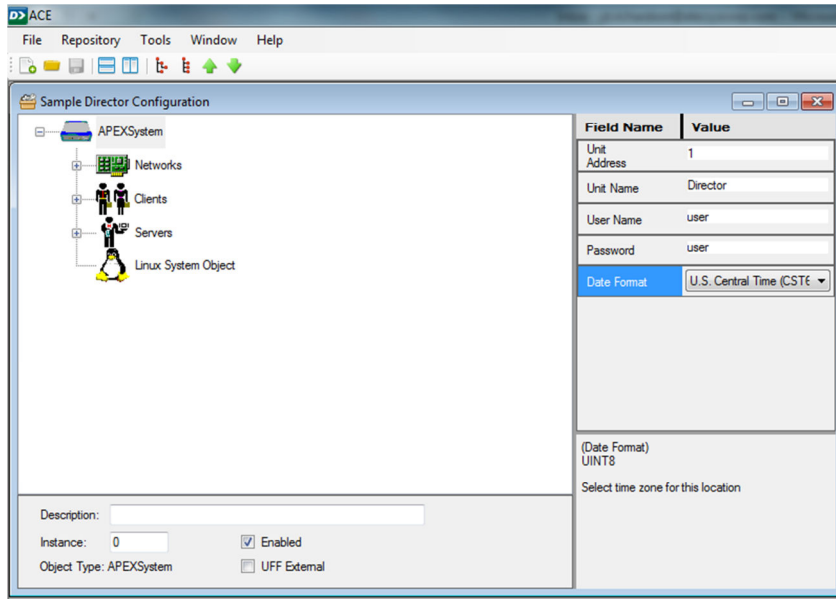 D> ACE
File Repository Tools Window Help
Sample Director Configuration
APEXSystem
Networks
Clients
Servers
Linux System Object
Field Name Value
Unit Address 1
Unit Name Director
User Name user
Password user
Date Format U.S. Central Time (CST6
(Date Format)
UINT8
Select time zone for this location
Description:
Instance: 0 Enabled
Object Type: APEXSystem UFF External